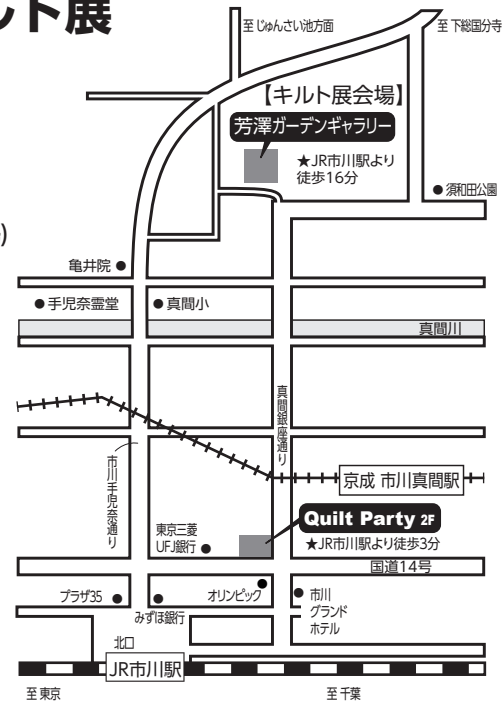 ルト展
至 じゅんさい池方面
至 下総国分寺
【キルト展会場】
芳澤ガーデンギャラリー
★JR市川駅より
徒歩16分
● 須和田公園
亀井院 ●
● 手児奈霊堂
● 真間小
真間川
真間銀座通り
市川手児奈通り
京成 市川真間駅
Quilt Party 2F
★JR市川駅より徒歩3分
東京三菱
UFJ銀行 ●
国道14号
プラザ35 ●
みずほ銀行
オリンピック
● 市川
グランド
ホテル
北口
JR市川駅
至 東京
至 千葉